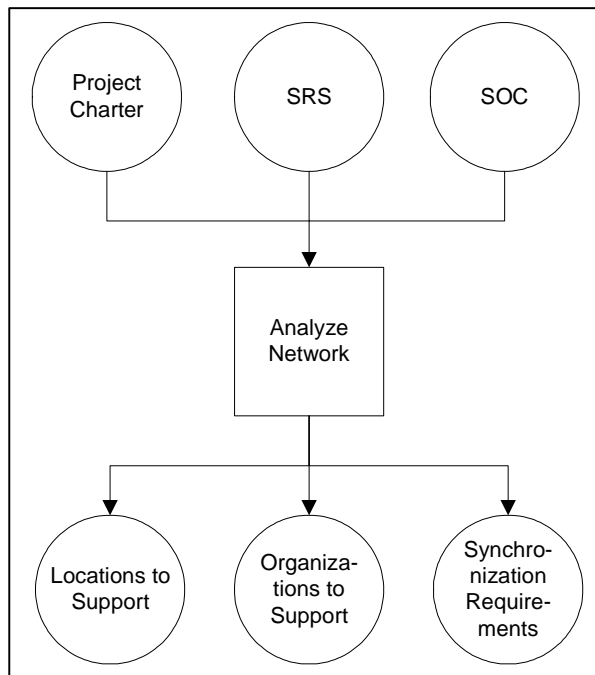 Project
Charter
SRS
SOC
Analyze
Network
Locations to
Support
Organiza-
tions to
Support
Synchro-
nization
Require-
ments